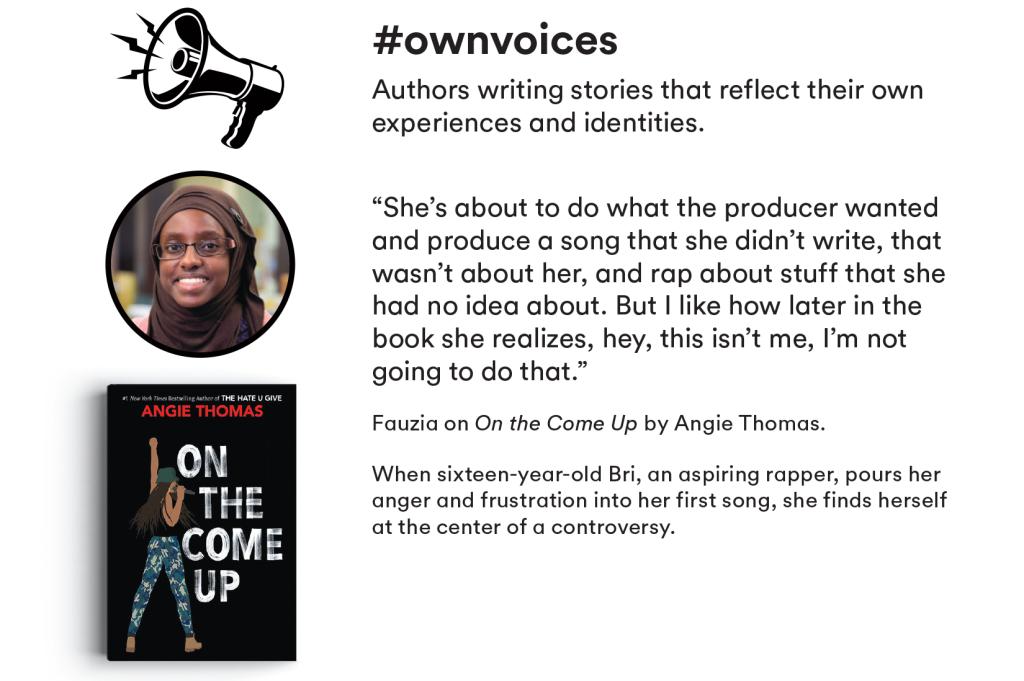 #ownvoices
Authors writing stories that reflect their own
experiences and identities.
“She’s about to do what the producer wanted
and produce a song that she didn’t write, that
wasn’t about her, and rap about stuff that she
had no idea about. But I like how later in the
book she realizes, hey, this isn’t me, I’m not
going to do that.”
Fauzia on On the Come Up by Angie Thomas.
When sixteen-year-old Bri, an aspiring rapper, pours her
anger and frustration into her first song, she finds herself
at the center of a controversy.
#1 New York Times Bestselling Author of THE HATE U GIVE
ANGIE THOMAS
ON
THE
COME
UP